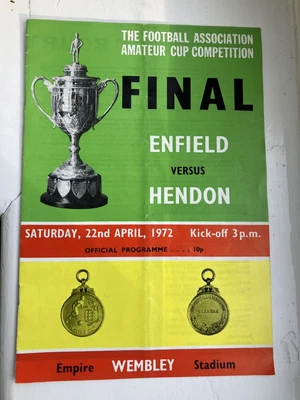 THE FOOTBALL ASSOCIATION
AMATEUR CUP COMPETITION
FINAL
ENFIELD
VERSUS
HENDON
SATURDAY, 22nd APRIL, 1972 Kick-off 3 p.m.
OFFICIAL PROGRAMME 10p
Empire WEMBLEY Stadium